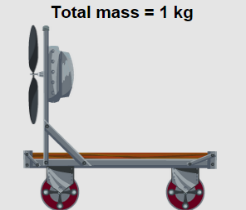 Total mass = 1 kg